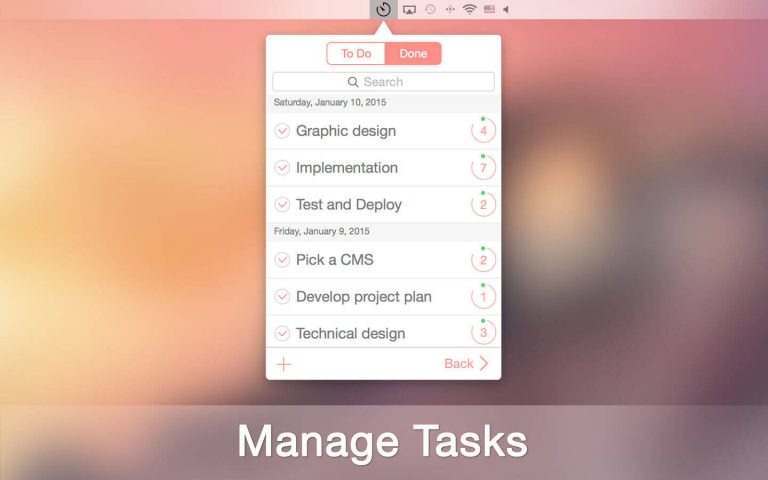 To Do Done
Search
Saturday, January 10, 2015
Graphic design 4
Implementation 7
Test and Deploy 2
Friday, January 9, 2015
Pick a CMS 2
Develop project plan 1
Technical design 3
Back
Manage Tasks